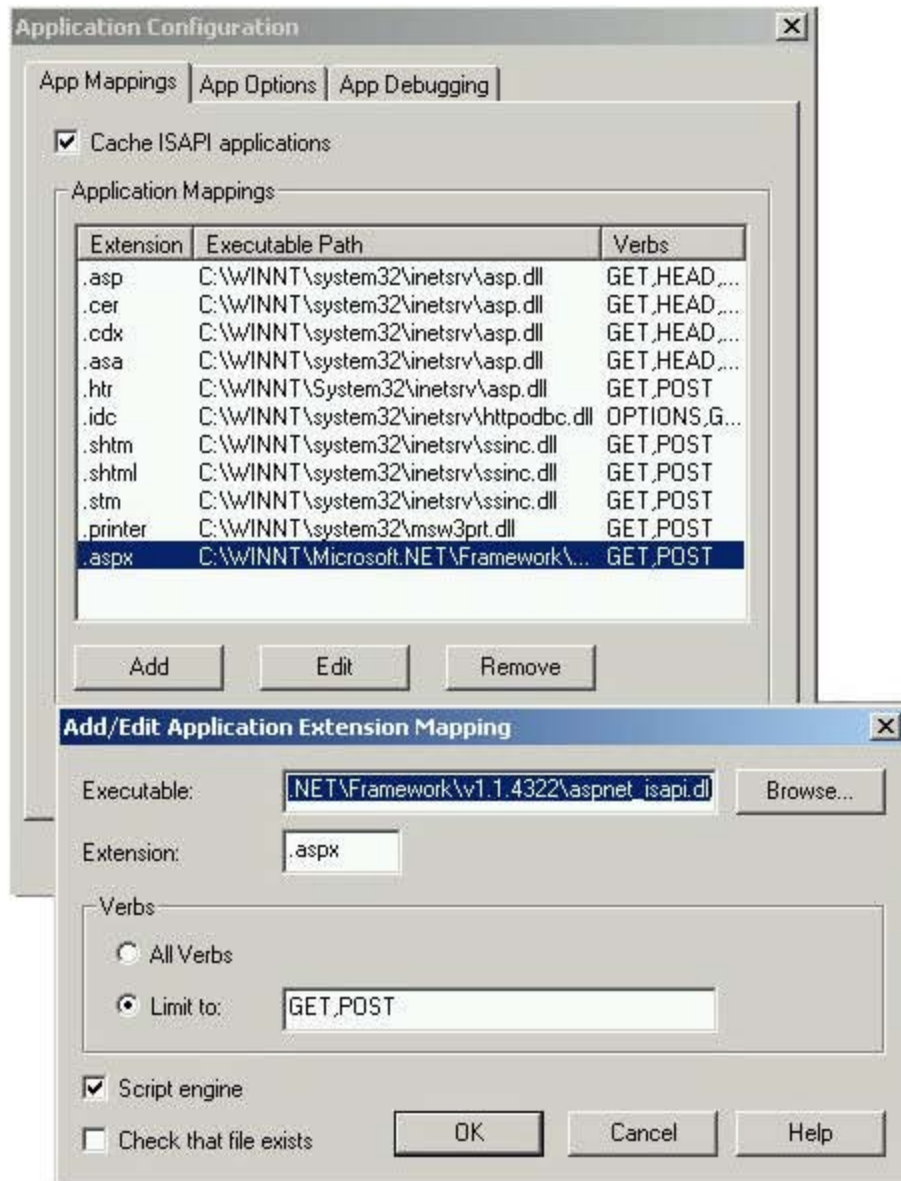 Application Configuration
App Mappings App Options App Debugging
Cache ISAPI applications
Application Mappings
Extension Executable Path Verbs
.asp C:\WINNT\system32\inetsrv\asp.dll GET,HEAD,...
.cer C:\WINNT\system32\inetsrv\asp.dll GET,HEAD,...
.cdx C:\WINNT\system32\inetsrv\asp.dll GET,HEAD,...
.asa C:\WINNT\system32\inetsrv\asp.dll GET,HEAD,...
.htr C:\WINNT\System32\inetsrv\asp.dll GET,POST
.idc C:\WINNT\system32\inetsrv\httpodbc.dll OPTIONS,G...
.shtm C:\WINNT\system32\inetsrv\ssinc.dll GET,POST
.shtml C:\WINNT\system32\inetsrv\ssinc.dll GET,POST
.stm C:\WINNT\system32\inetsrv\ssinc.dll GET,POST
.printer C:\WINNT\system32\msw3prt.dll GET,POST
.aspx C:\WINNT\Microsoft.NET\Framework\... GET,POST
Add Edit Remove
Add/Edit Application Extension Mapping
Executable: .NET\Framework\v1.1.4322\aspnet_isapi.dl Browse...
Extension: .aspx
Verbs
All Verbs
Limit to: GET,POST
Script engine
Check that file exists OK Cancel Help